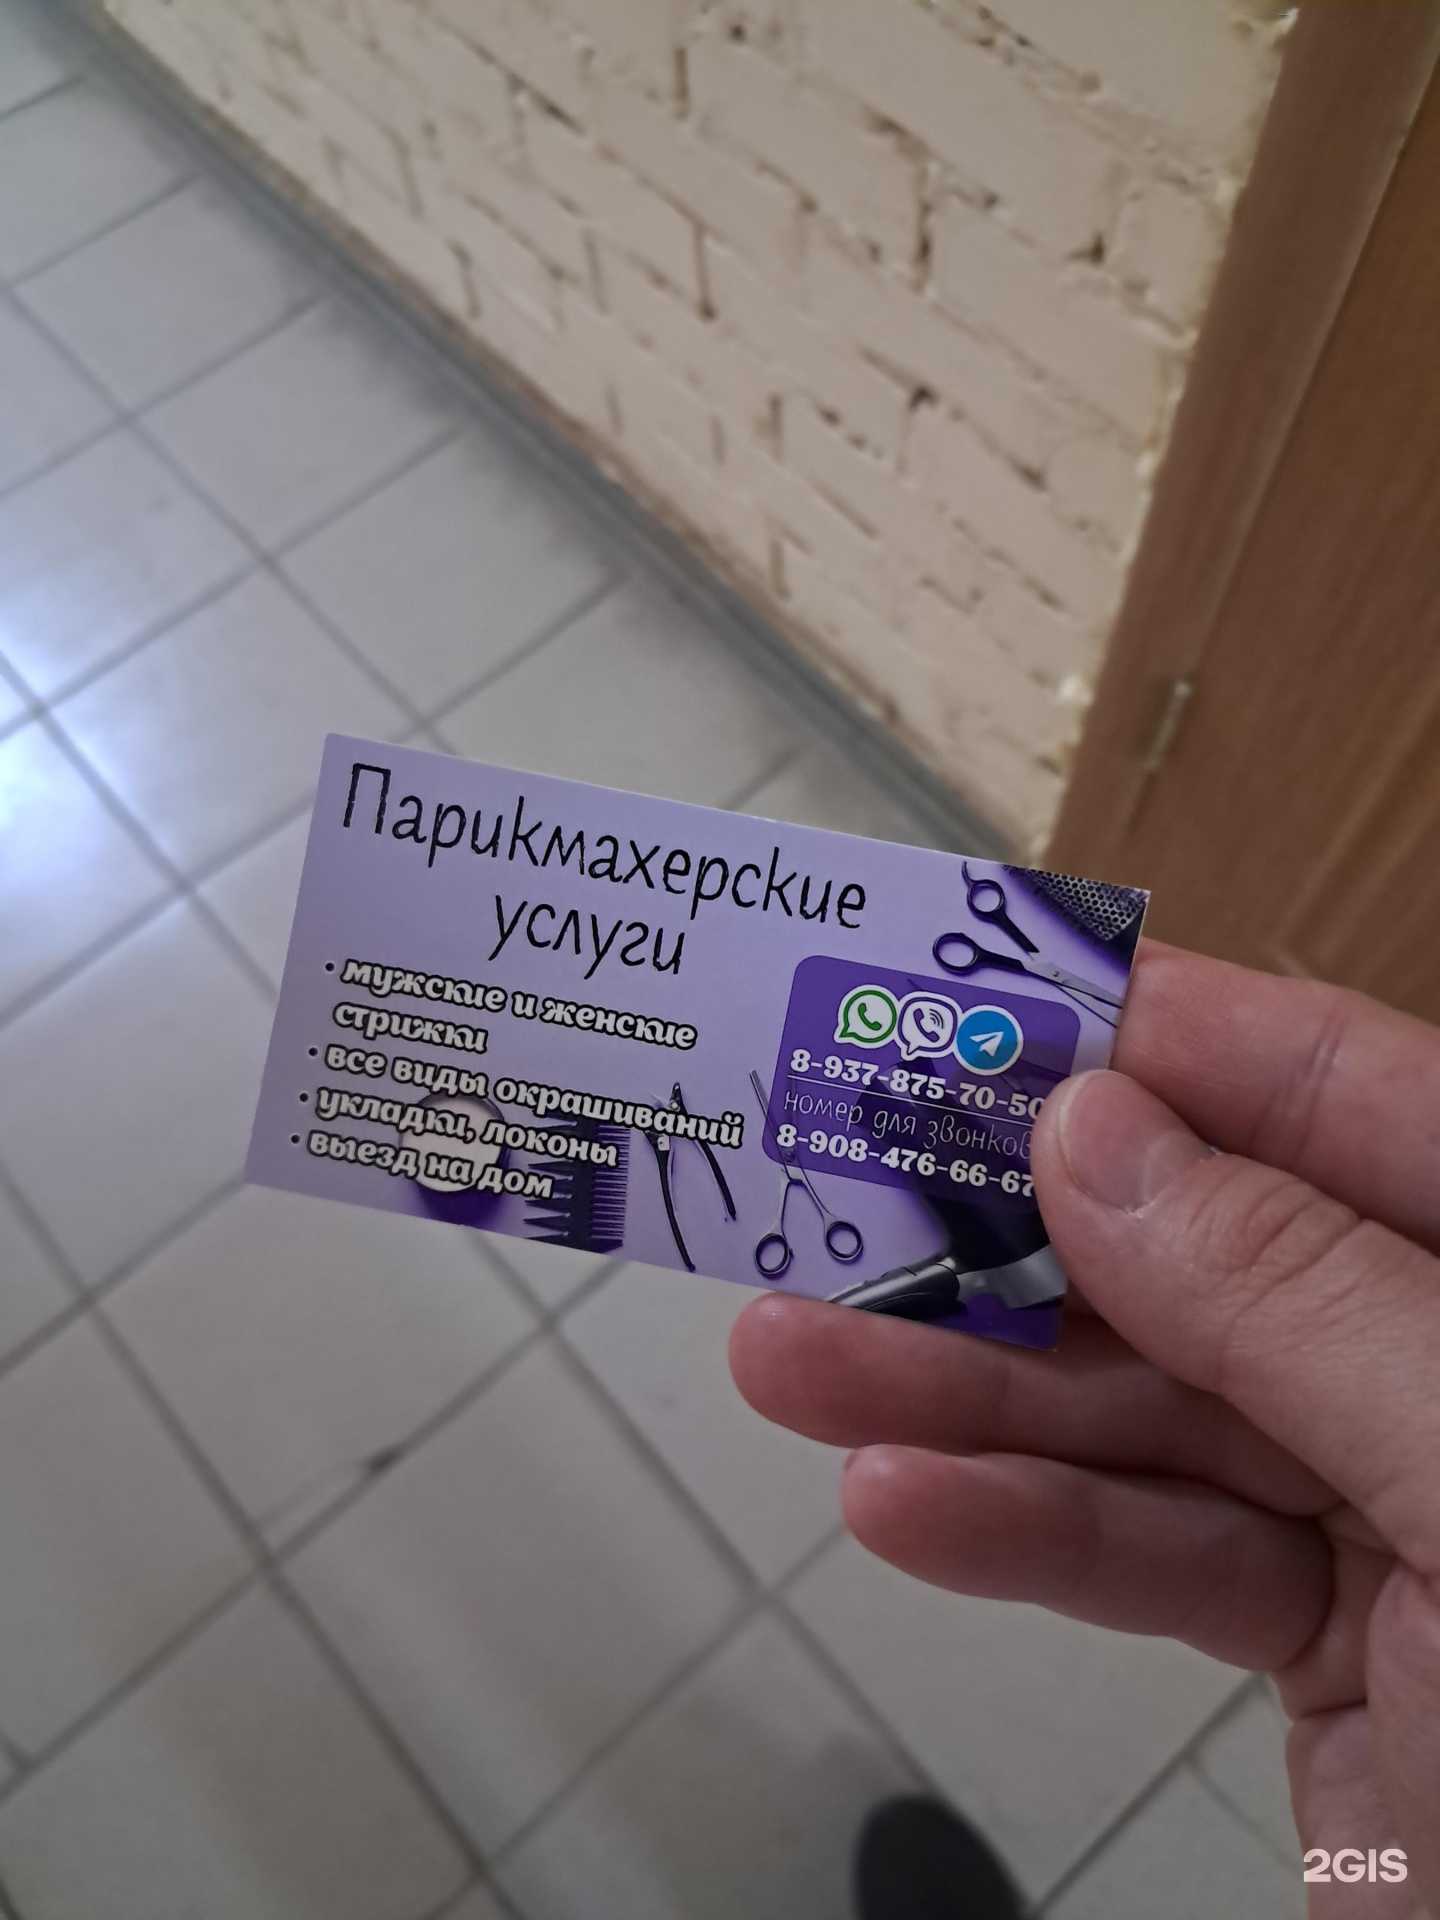 Парикмахерские
услуги
• мужские и женские
стрижки
• все виды окрашиваний
• укладки, локоны
• выезд на дом
8-937-875-70-50
номер для звонков
8-908-476-66-67
2GIS